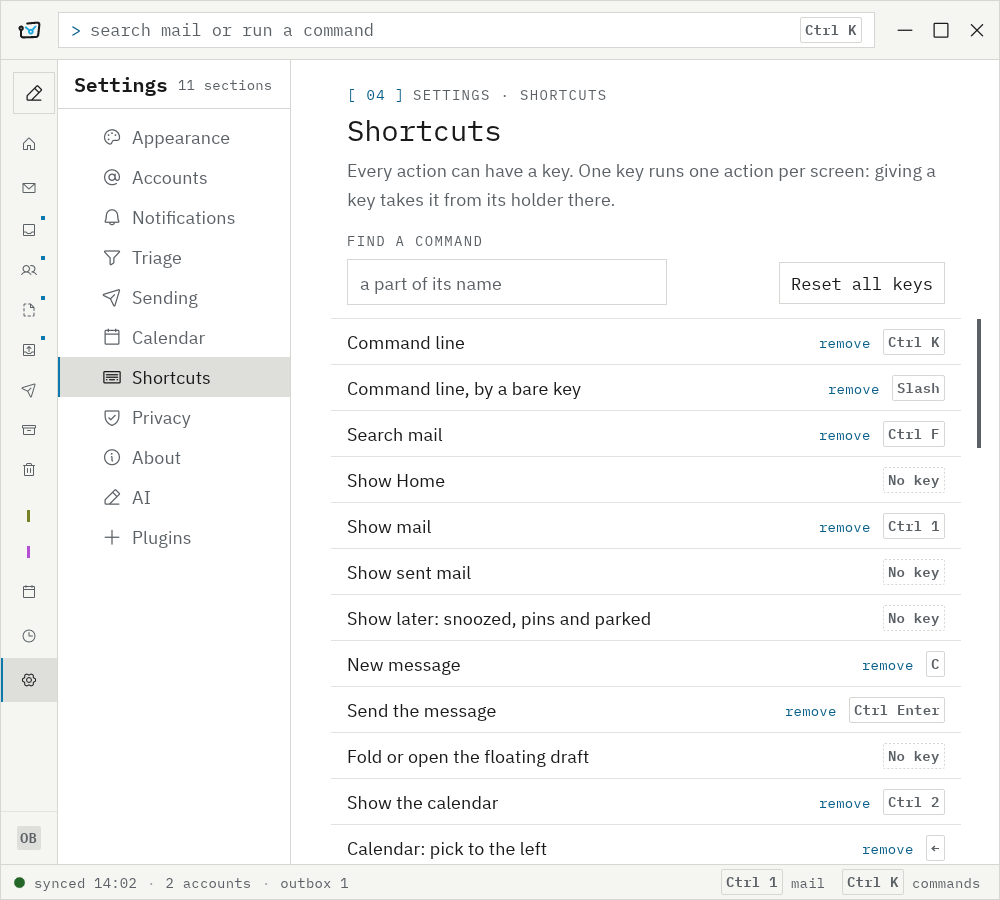 > search mail or run a command Ctrl K
Settings 11 sections
Appearance
Accounts
Notifications
Triage
Sending
Calendar
Shortcuts
Privacy
About
AI
Plugins
OB
[ 04 ] SETTINGS · SHORTCUTS
Shortcuts
Every action can have a key. One key runs one action per screen: giving a
key takes it from its holder there.
FIND A COMMAND
a part of its name
Reset all keys
Command line remove Ctrl K
Command line, by a bare key remove Slash
Search mail remove Ctrl F
Show Home No key
Show mail remove Ctrl 1
Show sent mail No key
Show later: snoozed, pins and parked No key
New message remove C
Send the message remove Ctrl Enter
Fold or open the floating draft No key
Show the calendar remove Ctrl 2
Calendar: pick to the left remove ←
synced 14:02 · 2 accounts · outbox 1 Ctrl 1 mail Ctrl K commands